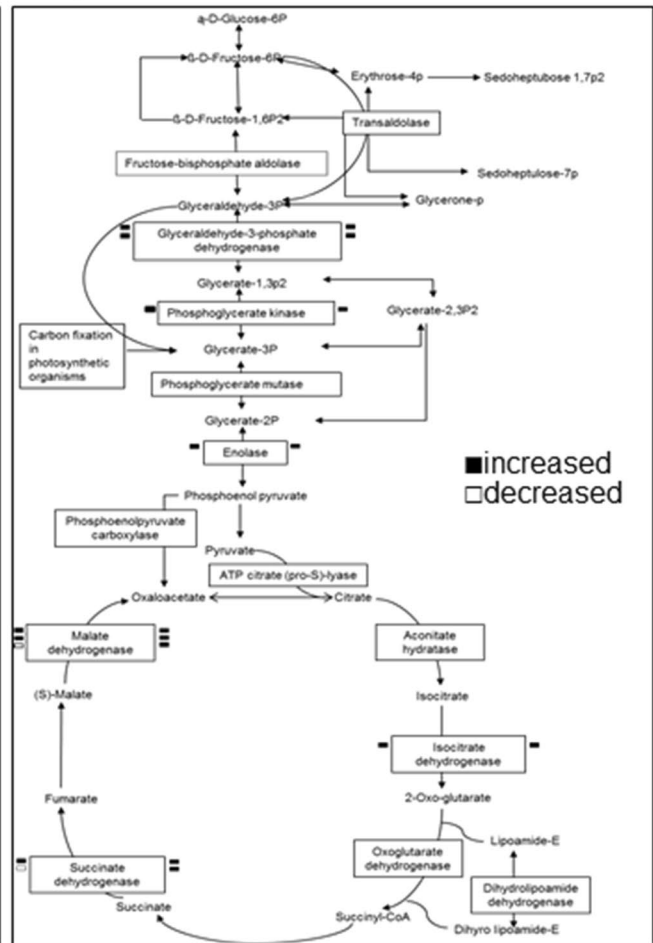 α-D-Glucose-6P
ß-D-Fructose-6P
Erythrose-4p
Sedoheptubose 1,7p2
ß-D-Fructose-1,6P2
Transaldolase
Fructose-bisphosphate aldolase
Sedoheptulose-7p
Glyceraldehyde-3P
Glycerone-p
Glyceraldehyde-3-phosphate
dehydrogenase
Glycerate-1,3p2
Phosphoglycerate kinase
Glycerate-2,3P2
Carbon fixation
in
photosynthetic
organisms
Glycerate-3P
Phosphoglycerate mutase
Glycerate-2P
Enolase
increased
decreased
Phosphoenol pyruvate
Phosphoenolpyruvate
carboxylase
Pyruvate
ATP citrate (pro-S)-lyase
Oxaloacetate
Citrate
Malate
dehydrogenase
Aconitate
hydratase
(S)-Malate
Isocitrate
Isocitrate
dehydrogenase
Fumarate
2-Oxo-glutarate
Oxoglutarate
dehydrogenase
Lipoamide-E
Succinate
dehydrogenase
Dihydrolipoamide
dehydrogenase
Succinate
Succinyl-CoA
Dihyro lipoamide-E